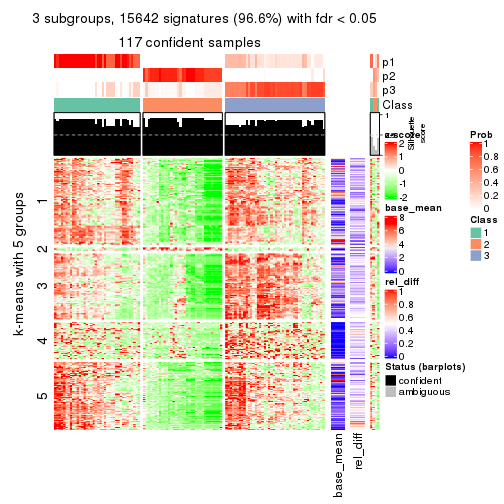 3 subgroups, 15642 signatures (96.6%) with fdr < 0.05
117 confident samples
p1
p2
p3
Class
1
Silhouette
score
k-means with 5 groups
1
2
3
4
5
base_mean
rel_diff
z-score
2
1
0
-2
base_mean
8
6
4
2
0
rel_diff
1
0.8
0.6
0.4
0.2
0
Status (barplots)
confident
ambiguous
Prob
1
0.8
0.6
0.4
0.2
0
Class
1
2
3